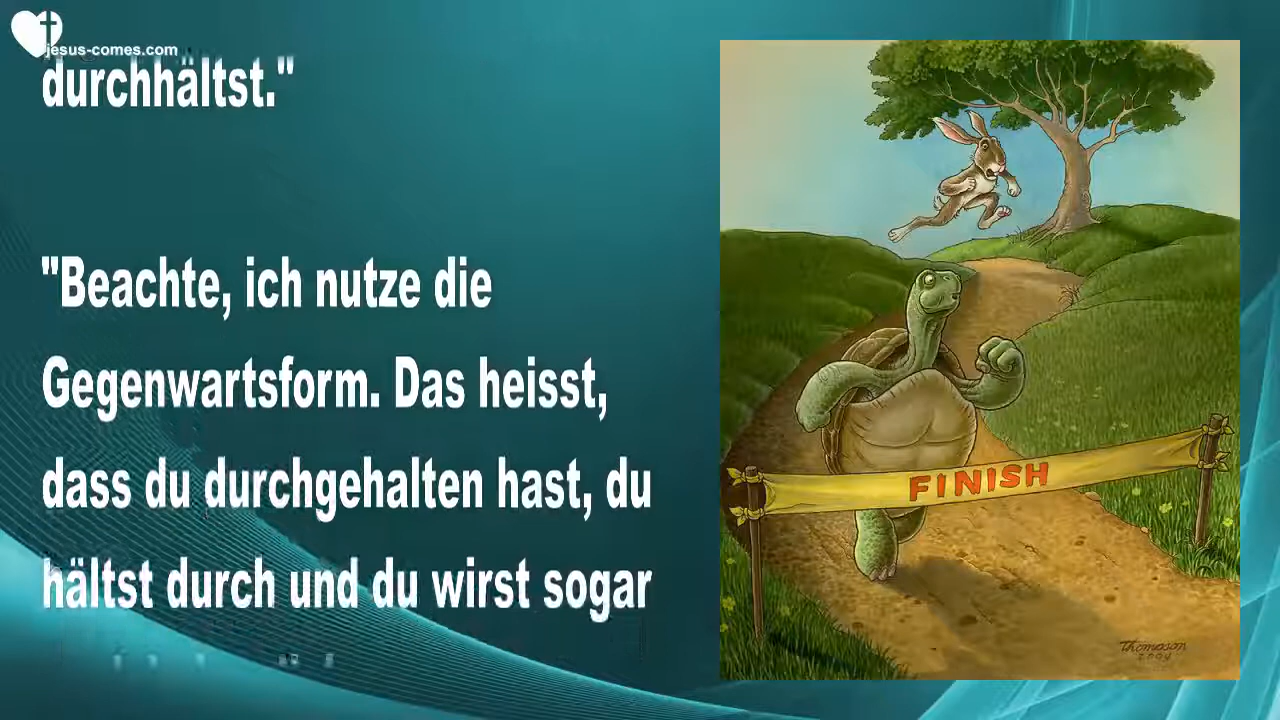 jesus-comes.com
durchhältst."
"Beachte, ich nutze die
Gegenwartsform. Das heisst,
dass du durchgehalten hast, du
hältst durch und du wirst sogar
FINISH
Thomason
2004